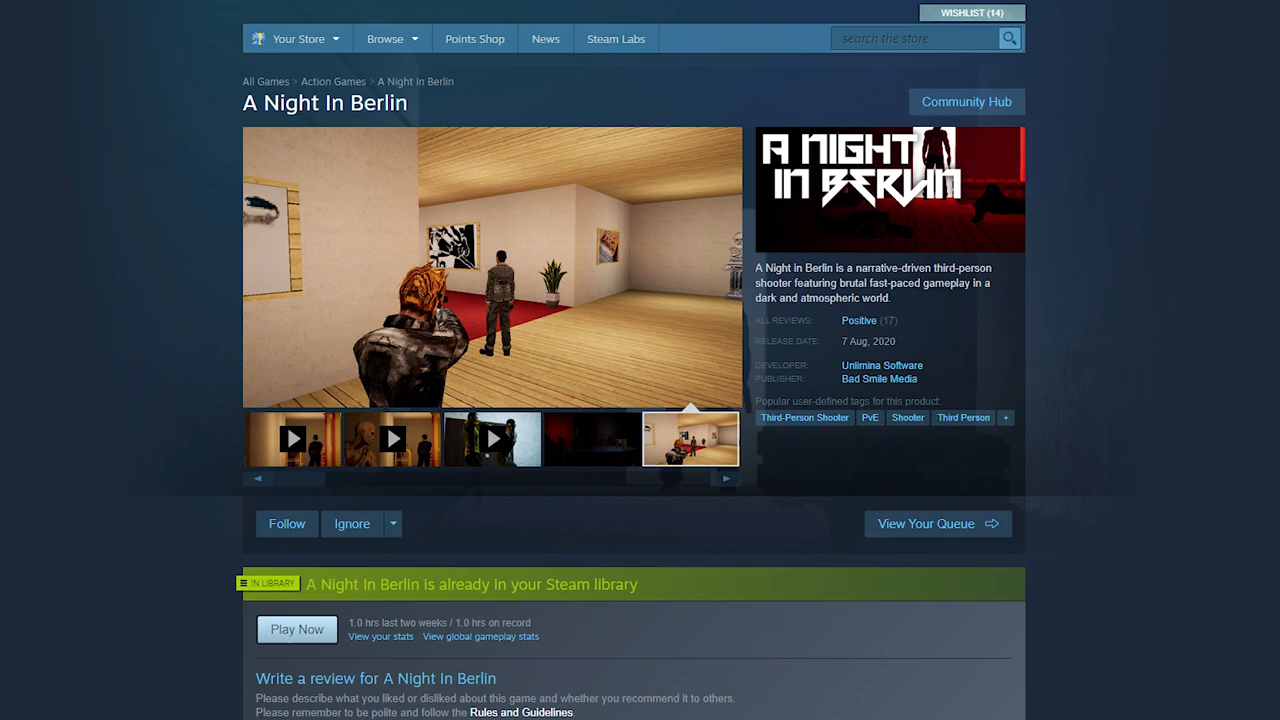 WISHLIST (14)
Your Store Browse Points Shop News Steam Labs search the store
All Games > Action Games > A Night In Berlin
A Night In Berlin
Community Hub
A NIGHT
IN BERLIN
A Night in Berlin is a narrative-driven third-person
shooter featuring brutal fast-paced gameplay in a
dark and atmospheric world.
ALL REVIEWS: Positive (17)
RELEASE DATE: 7 Aug, 2020
DEVELOPER: Unlimina Software
PUBLISHER: Bad Smile Media
Popular user-defined tags for this product:
Third-Person Shooter PvE Shooter Third Person +
Follow Ignore View Your Queue
IN LIBRARY A Night In Berlin is already in your Steam library
Play Now 1.0 hrs last two weeks / 1.0 hrs on record
View your stats View global gameplay stats
Write a review for A Night In Berlin
Please describe what you liked or disliked about this game and whether you recommend it to others.
Please remember to be polite and follow the Rules and Guidelines.